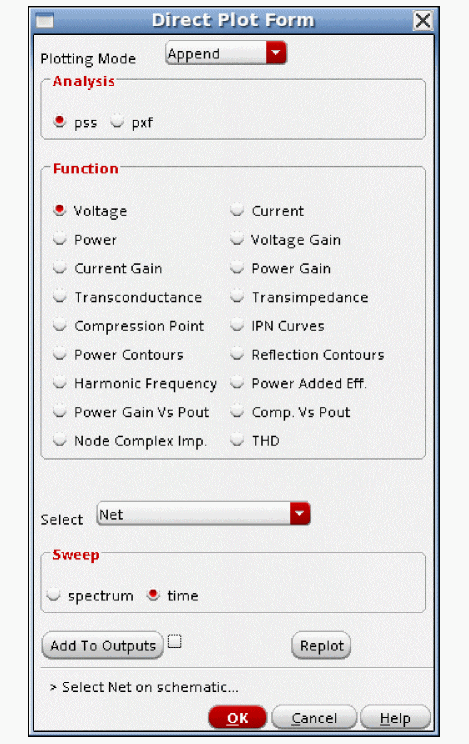 Direct Plot Form
Plotting Mode Append
Analysis
pss pxf
Function
Voltage Current
Power Voltage Gain
Current Gain Power Gain
Transconductance Transimpedance
Compression Point IPN Curves
Power Contours Reflection Contours
Harmonic Frequency Power Added Eff.
Power Gain Vs Pout Comp. Vs Pout
Node Complex Imp. THD
Select Net
Sweep
spectrum time
Add To Outputs Replot
> Select Net on schematic...
OK Cancel Help